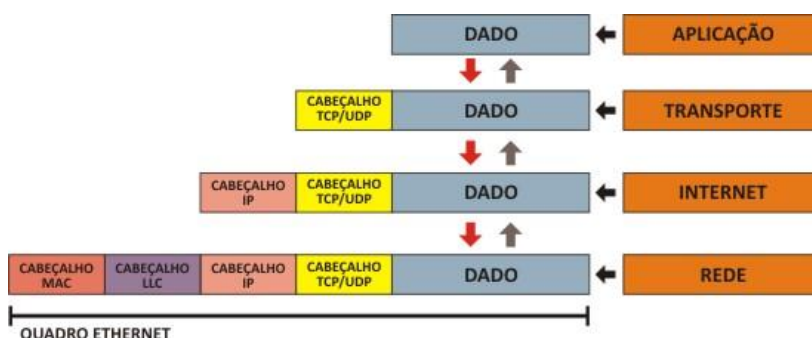 DADO
APLICAÇÃO
CABEÇALHO
TCP/UDP
DADO
TRANSPORTE
CABEÇALHO
IP
CABEÇALHO
TCP/UDP
DADO
INTERNET
CABEÇALHO
MAC
CABEÇALHO
LLC
CABEÇALHO
IP
CABEÇALHO
TCP/UDP
DADO
REDE
QUADRO ETHERNET